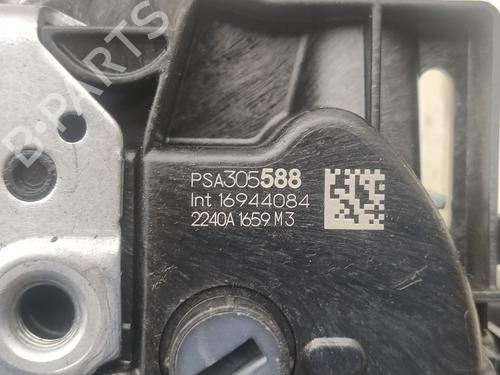 B-PARTS
PSA305588
Int 16944084
2240A 1659 M3